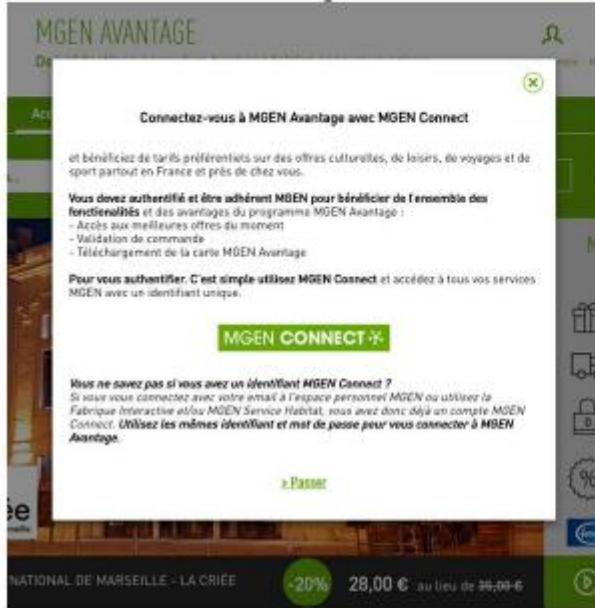 MGEN AVANTAGE
Connectez-vous à MGEN Avantage avec MGEN Connect
et bénéficiez de tarifs préférentiels sur des offres culturelles, de loisirs, de voyages et de
sport partout en France et près de chez vous.
Vous devez authentifié et être adhérent MGEN pour bénéficier de l'ensemble des
fonctionalités et des avantages du programme MGEN Avantage :
- Accès aux meilleures offres du moment
- Validation de commande
- Téléchargement de la carte MGEN Avantage
Pour vous authentifier. C'est simple utilisez MGEN Connect et accédez à tous vos services
MGEN avec un identifiant unique.
MGEN CONNECT
Vous ne savez pas si vous avez un identifiant MGEN Connect ?
Si vous vous connectez avec votre email à l'espace personnel MGEN ou utilisez la
Fabrique Interactive et/ou MGEN Service Habitat, vous avez donc déjà un compte MGEN
Connect. Utilisez les mêmes identifiant et mot de passe pour vous connecter à MGEN
Avantage.
> Passer
ée
NATIONAL DE MARSEILLE - LA CRIÉE -20% 28,00 € au lieu de 35,00 €